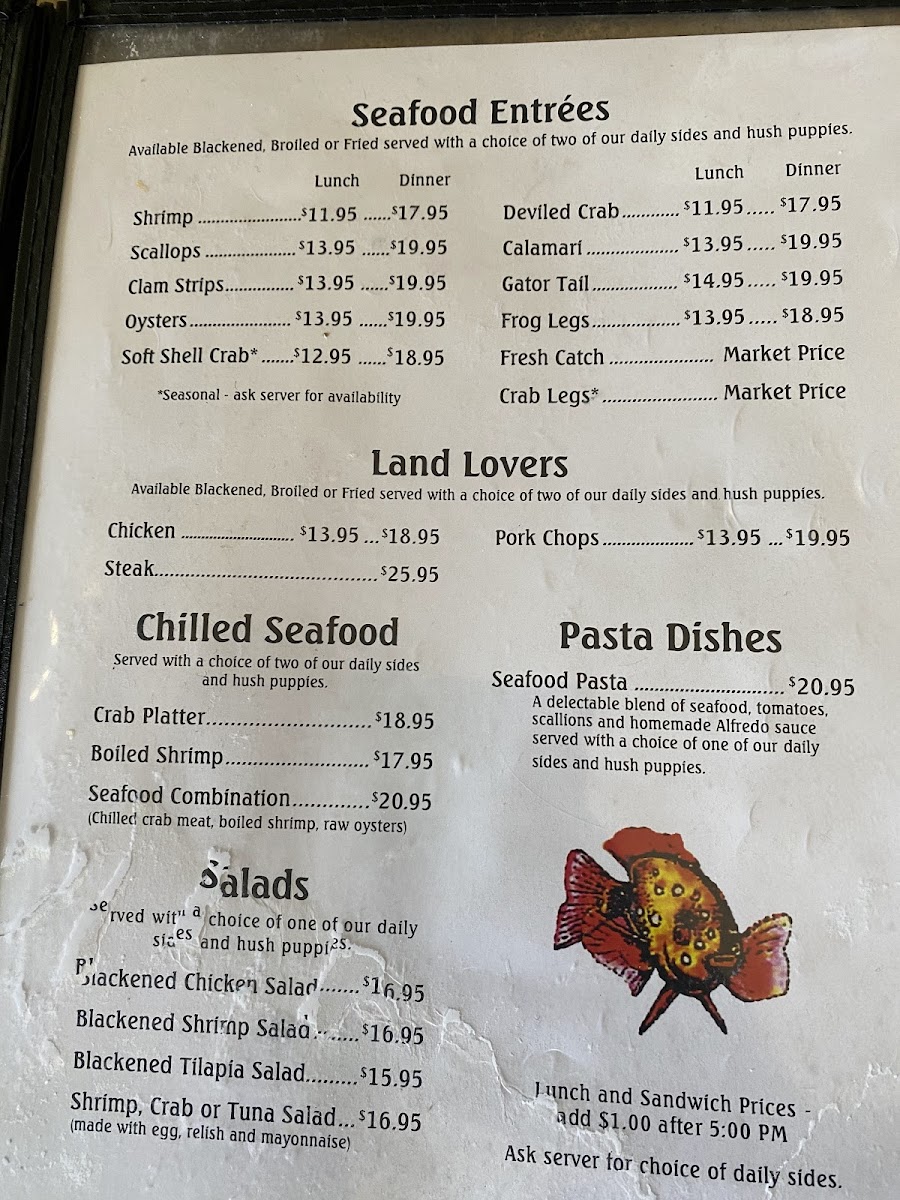 Seafood Entrées
Available Blackened, Broiled or Fried served with a choice of two of our daily sides and hush puppies.
Lunch Dinner
Shrimp .......................$11.95 ......$17.95
Scallops ....................$13.95 ......$19.95
Clam Strips...............$13.95 ......$19.95
Oysters......................$13.95 ......$19.95
Soft Shell Crab* .......$12.95 ......$18.95
*Seasonal - ask server for availability
Lunch Dinner
Deviled Crab............$11.95..... $17.95
Calamari ....................$13.95..... $19.95
Gator Tail ...................$14.95..... $19.95
Frog Legs...................$13.95..... $18.95
Fresh Catch ....................... Market Price
Crab Legs* ......................... Market Price
Land Lovers
Available Blackened, Broiled or Fried served with a choice of two of our daily sides and hush puppies.
Chicken ............................ $13.95 ...$18.95
Steak.........................................$25.95
Pork Chops....................$13.95 ...$19.95
Chilled Seafood
Served with a choice of two of our daily sides
and hush puppies.
Crab Platter.............................$18.95
Boiled Shrimp.........................$17.95
Seafood Combination.............$20.95
(Chilled crab meat, boiled shrimp, raw oysters)
Pasta Dishes
Seafood Pasta .............................$20.95
A delectable blend of seafood, tomatoes,
scallions and homemade Alfredo sauce
served with a choice of one of our daily
sides and hush puppies.
Salads
Served with a choice of one of our daily
sides and hush puppies.
Blackened Chicken Salad.......$16.95
Blackened Shrimp Salad ........$16.95
Blackened Tilapia Salad.........$15.95
Shrimp, Crab or Tuna Salad...$16.95
(made with egg, relish and mayonnaise)
Lunch and Sandwich Prices -
add $1.00 after 5:00 PM
Ask server for choice of daily sides.